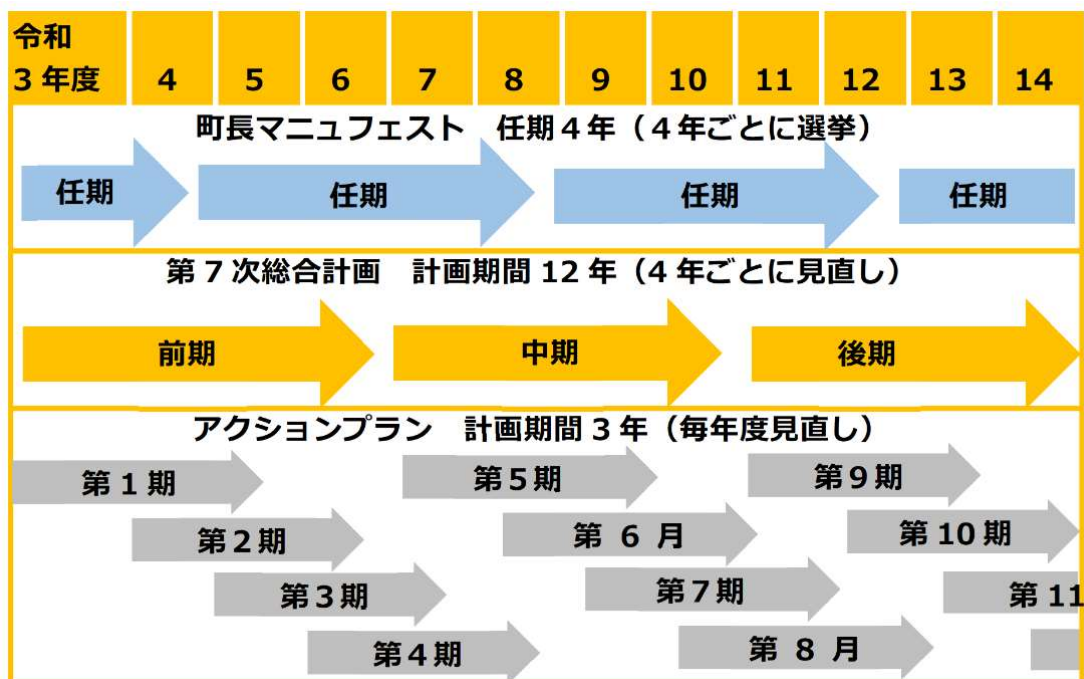 令和
3 年度 4 5 6 7 8 9 10 11 12 13 14
町長マニュフェスト 任期4年（4年ごとに選挙）
任期 任期 任期 任期
第7次総合計画 計画期間12年（4年ごとに見直し）
前期 中期 後期
アクションプラン 計画期間3年（毎年度見直し）
第1期 第5期 第9期
第2期 第 6 月 第10期
第3期 第7期 第11
第4期 第 8 月